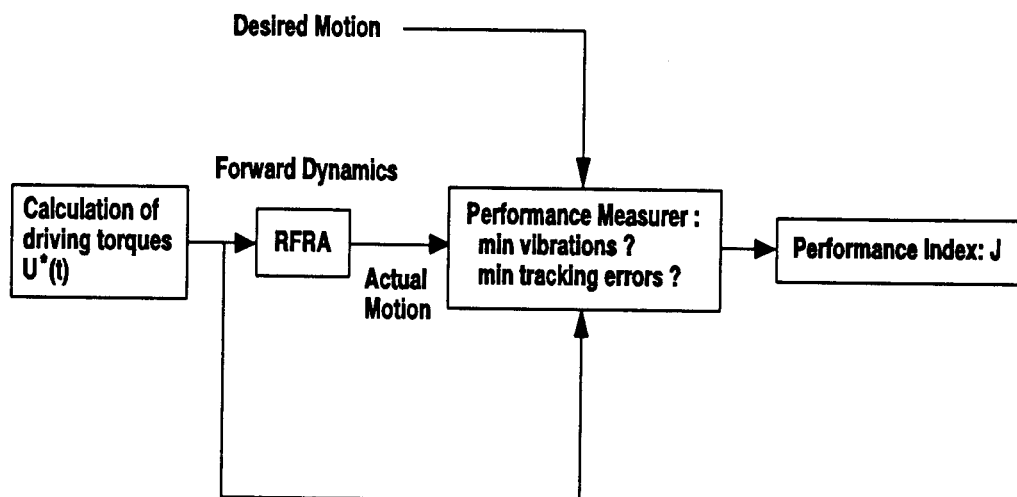 Desired Motion
Forward Dynamics
Calculation of
driving torques
U*(t)
RFRA
Actual
Motion
Performance Measurer :
min vibrations ?
min tracking errors ?
Performance Index: J